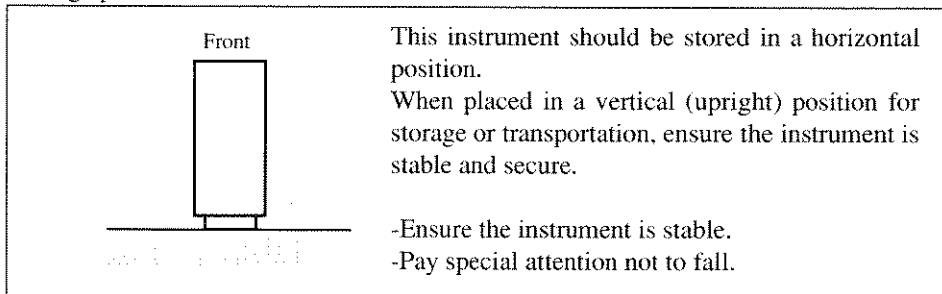 Front
This instrument should be stored in a horizontal
position.
When placed in a vertical (upright) position for
storage or transportation, ensure the instrument is
stable and secure.
-Ensure the instrument is stable.
-Pay special attention not to fall.